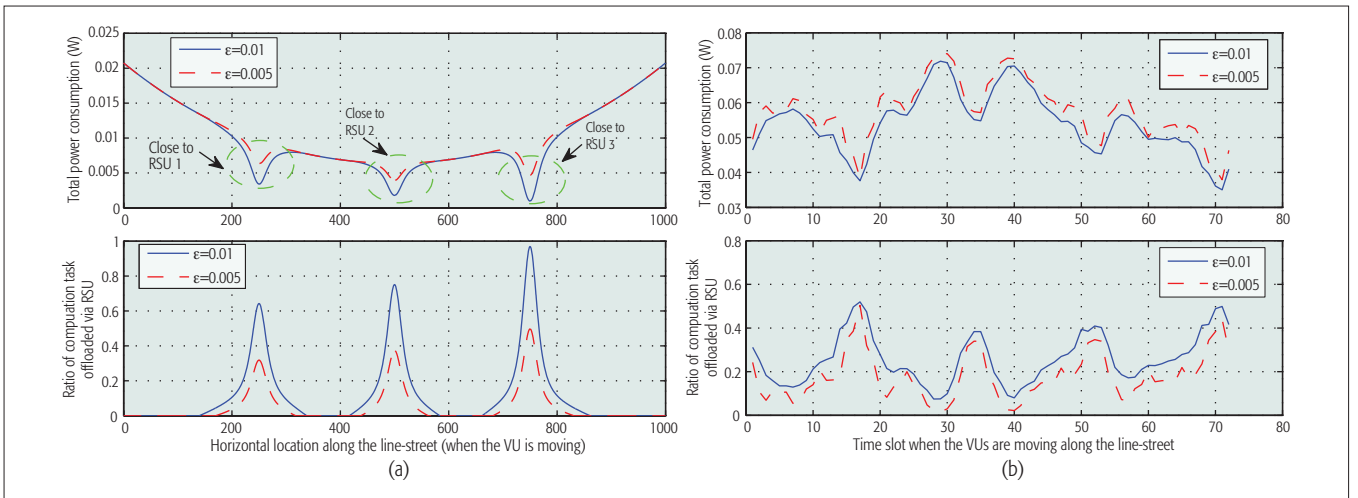 Total power consumption (W)
0.025
0.02
0.015
0.01
0.005
0
ε=0.01
ε=0.005
Close to
RSU 1
Close to
RSU 2
Close to
RSU 3
0 200 400 600 800 1000
Ratio of compuation task
offloaded via RSU
1
0.8
0.6
0.4
0.2
0
ε=0.01
ε=0.005
0 200 400 600 800 1000
Horizontal location along the line-street (when the VU is moving)
(a)
Total power consumption (W)
0.08
0.07
0.06
0.05
0.04
0.03
ε=0.01
ε=0.005
0 10 20 30 40 50 60 70 80
Ratio of compuation task
offloaded via RSU
0.8
0.6
0.4
0.2
0
ε=0.01
ε=0.005
0 10 20 30 40 50 60 70 80
Time slot when the VUs are moving along the line-street
(b)